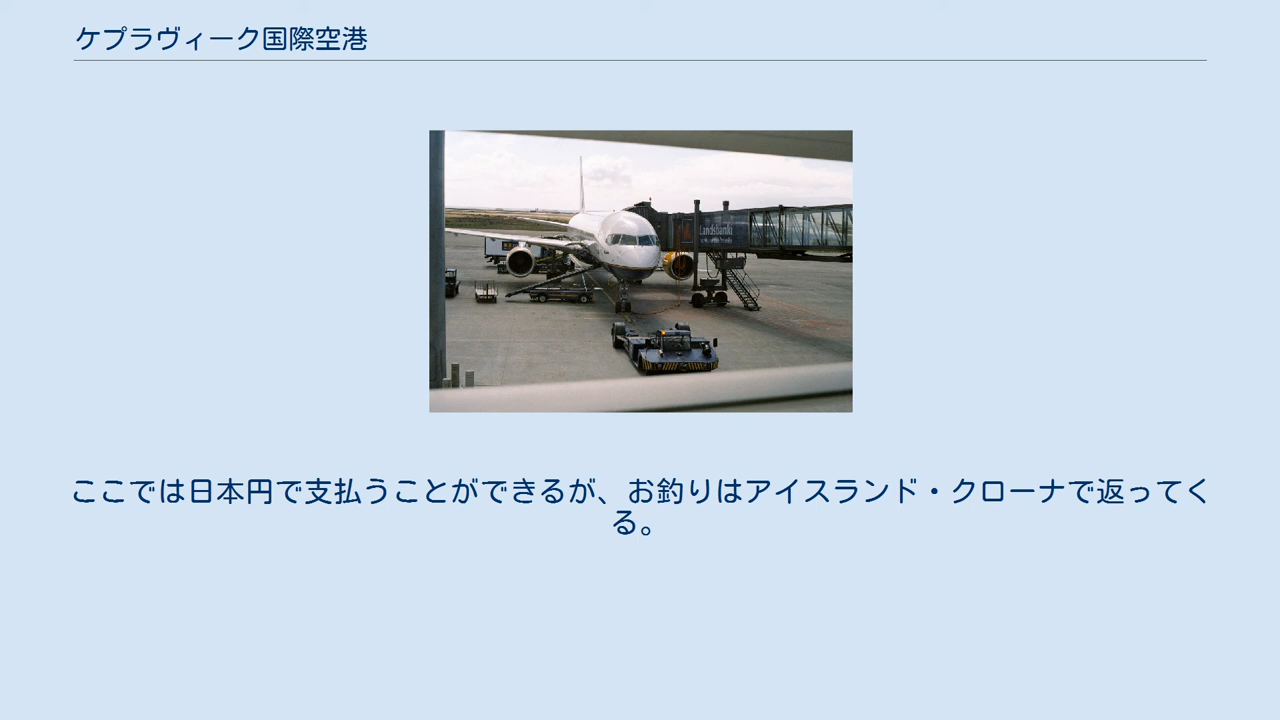 ケプラヴィーク国際空港
Landsbanki
ここでは日本円で支払うことができるが、お釣りはアイスランド・クローナで返ってく
る。